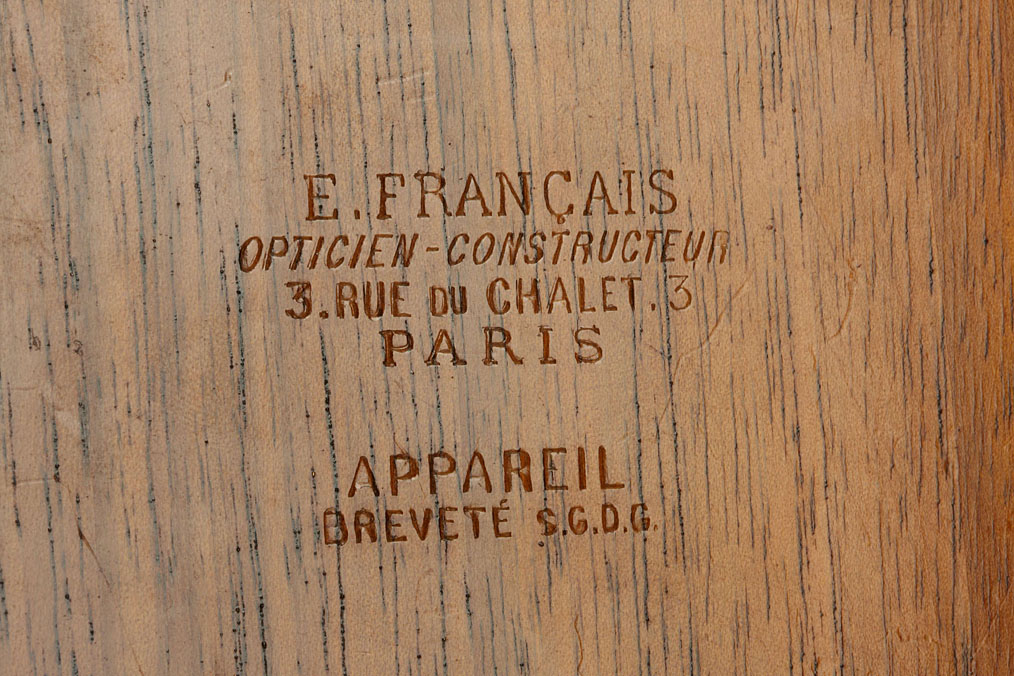 E. FRANÇAIS
OPTICIEN-CONSTRUCTEUR
3. RUE DU CHALET. 3
PARIS
APPAREIL
BREVETÉ S.G.D.G.